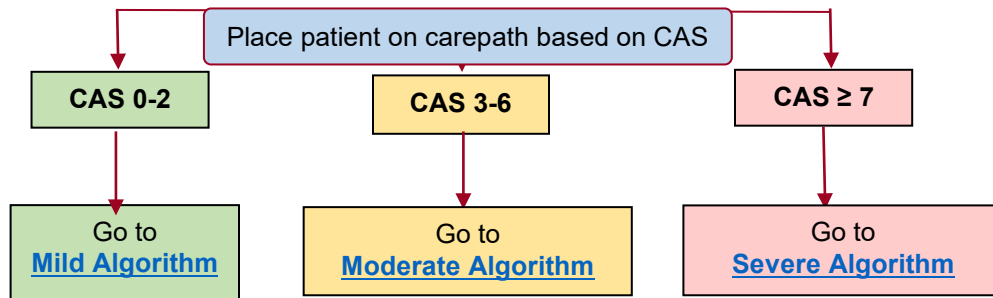 Place patient on carepath based on CAS
CAS 0-2
CAS 3-6
CAS ≥ 7
Go to
Mild Algorithm
Go to
Moderate Algorithm
Go to
Severe Algorithm